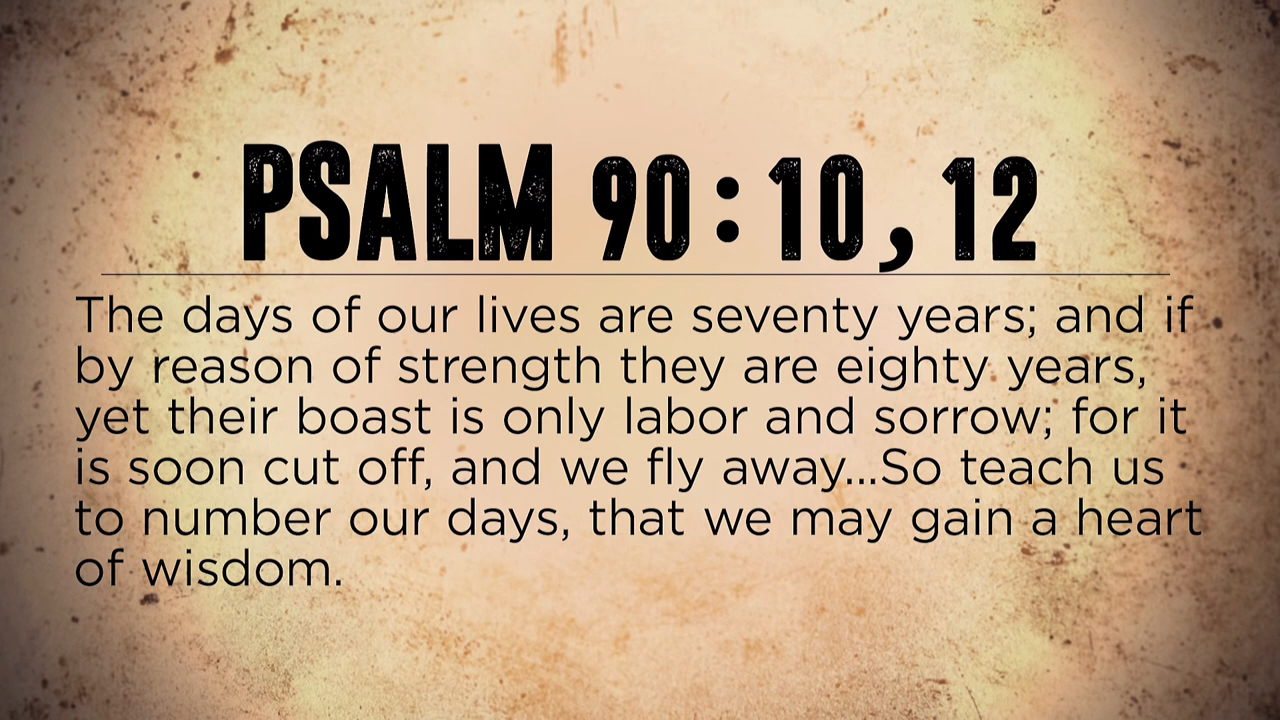 PSALM 90:10, 12
The days of our lives are seventy years; and if
by reason of strength they are eighty years,
yet their boast is only labor and sorrow; for it
is soon cut off, and we fly away...So teach us
to number our days, that we may gain a heart
of wisdom.